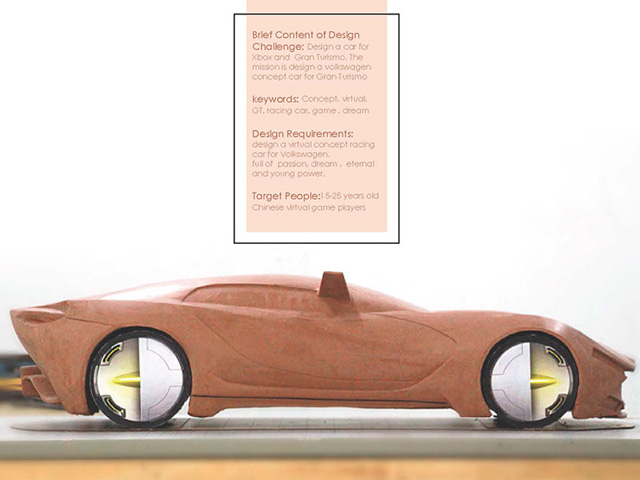 Brief Content of Design
Challenge: Design a car for
Xbox and Gran Turismo. The
mission is design a volkswagen
concept car for Gran Turismo
keywords: Concept, virtual,
GT, racing car, game , dream
Design Requirements:
design a virtual concept racing
car for Volkswagen,
full of passion, dream , eternal
and young power.
Target People:15-25 years old
Chinese virtual game players